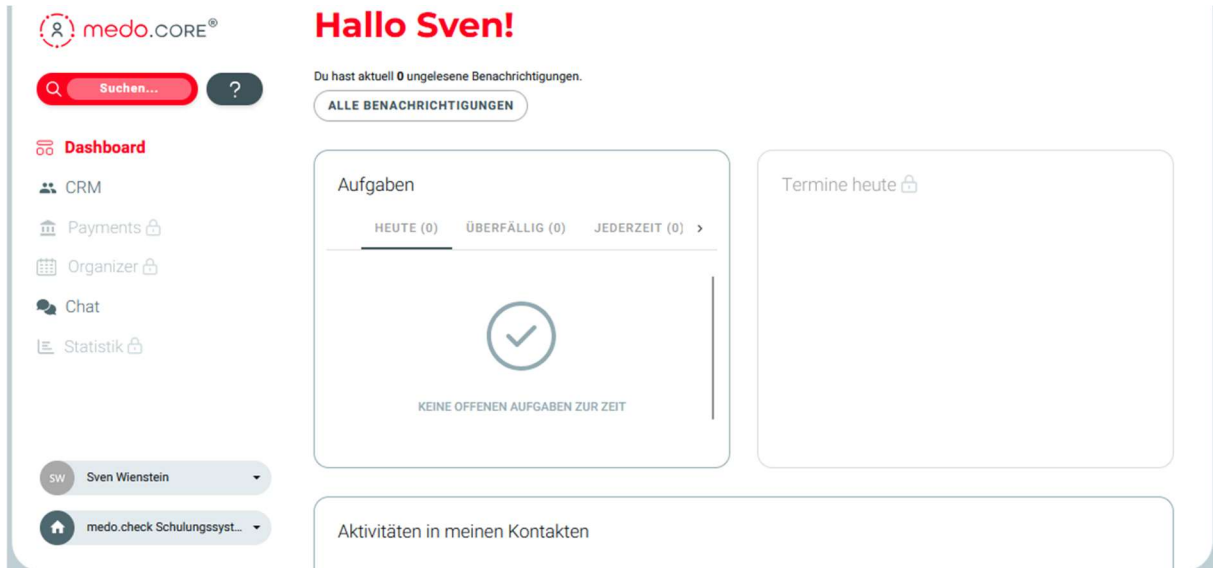 medo.CORE®
Suchen...
?
Dashboard
CRM
Payments
Organizer
Chat
Statistik
SW Sven Wienstein
medo.check Schulungssyst...
Hallo Sven!
Du hast aktuell 0 ungelesene Benachrichtigungen.
ALLE BENACHRICHTIGUNGEN
Aufgaben
HEUTE (0) ÜBERFÄLLIG (0) JEDERZEIT (0)
KEINE OFFENEN AUFGABEN ZUR ZEIT
Termine heute
Aktivitäten in meinen Kontakten